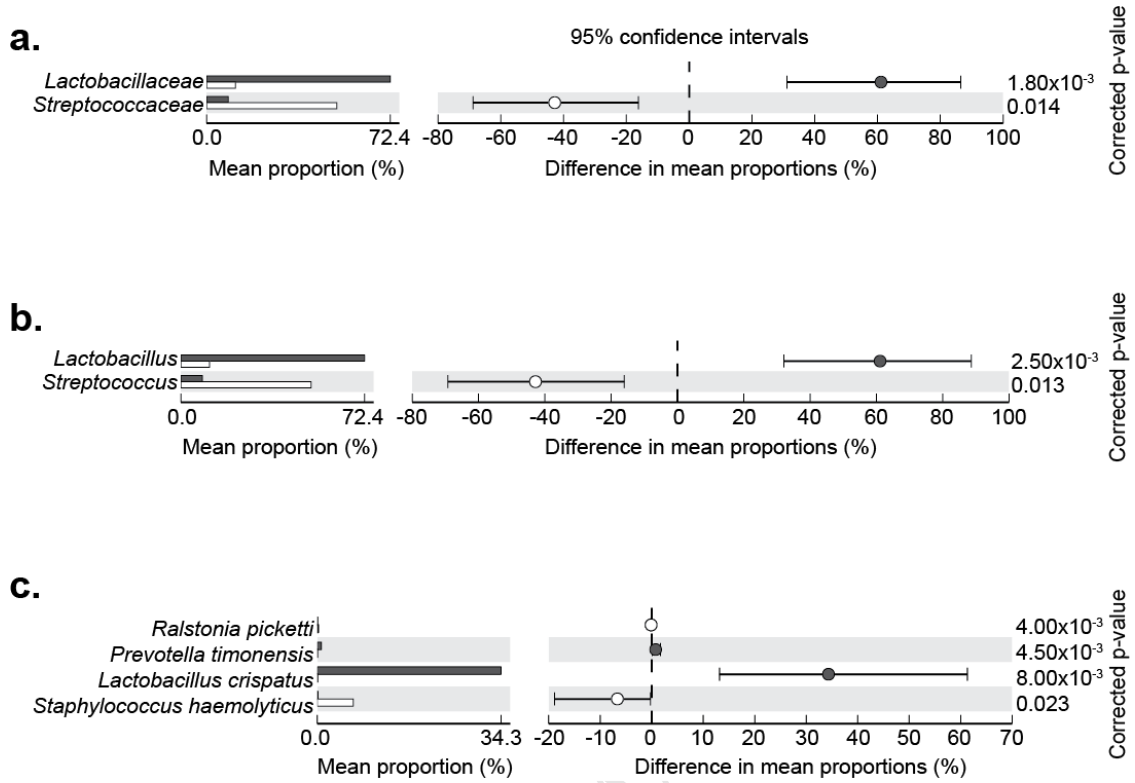 a.
95% confidence intervals
Lactobacillaceae
Streptococcaceae
1.80x10-3
0.014
0.0 72.4
-80 -60 -40 -20 0 20 40 60 80 100
Mean proportion (%)
Difference in mean proportions (%)
Corrected p-value
b.
Lactobacillus
Streptococcus
2.50x10-3
0.013
0.0 72.4
-80 -60 -40 -20 0 20 40 60 80 100
Mean proportion (%)
Difference in mean proportions (%)
Corrected p-value
c.
Ralstonia picketti
Prevotella timonensis
Lactobacillus crispatus
Staphylococcus haemolyticus
4.00x10-3
4.50x10-3
8.00x10-3
0.023
0.0 34.3
-20 -10 0 10 20 30 40 50 60 70
Mean proportion (%)
Difference in mean proportions (%)
Corrected p-value